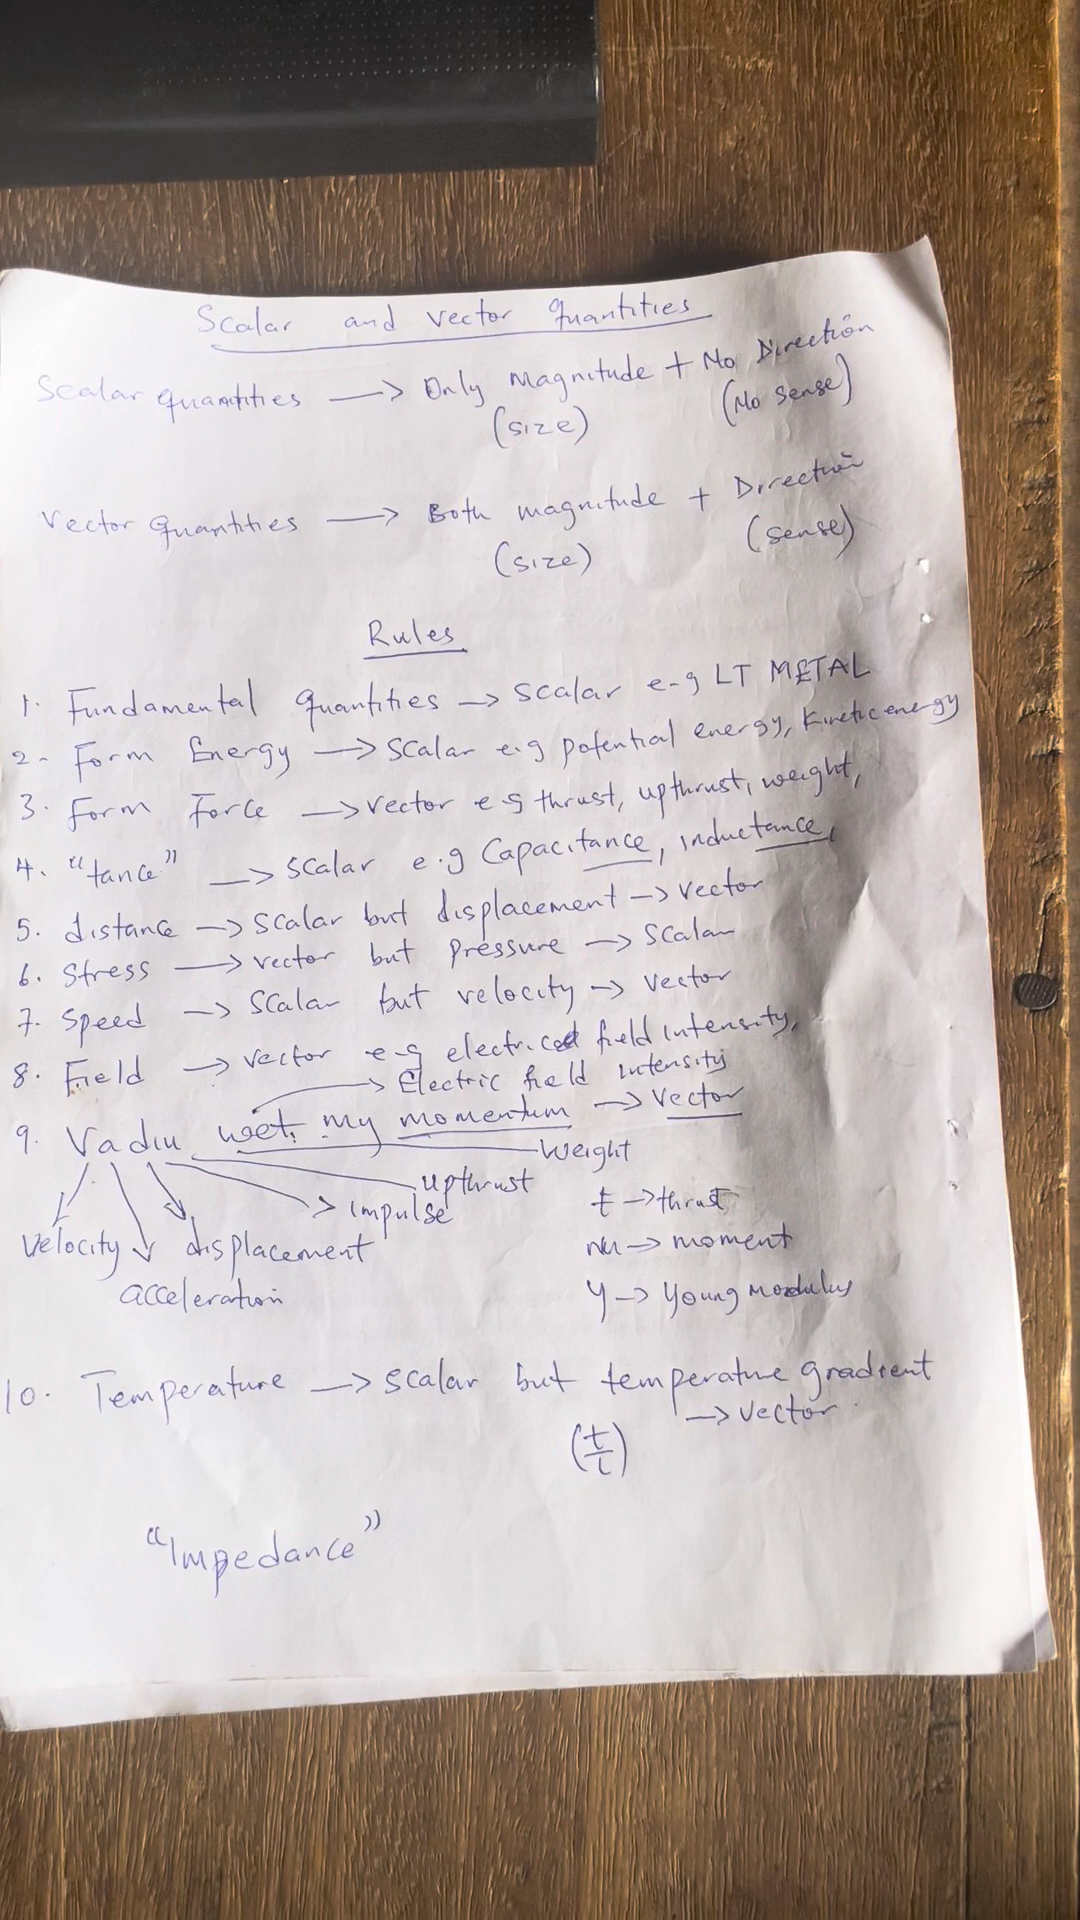 Scalar and vector quantities
Scalar quantities —> Only magnitude + No Direction
(size) (No sense)
Vector quantities —> Both magnitude + Direction
(size) (sense)
Rules
1. Fundamental quantities —> scalar e-g LT METAL
2- Form Energy —> scalar e.g potential energy, kinetic energy
3. Form Force —> vector e g thrust, upthrust, weight,
4. "tance" —> scalar e.g Capacitance, inductance,
5. distance —> scalar but displacement —> vector
6. Stress —> vector but pressure —> scalar
7. Speed —> scalar but velocity —> vector
8. Field —> vector e-g electrical field intensity,
—> Electric field intensity
9. Vadiu wet my momentum —> vector
weight
upthrust
t —> thrust
> impulse
m —> moment
velocity displacement
y —> young modulus
acceleration
10. Temperature —> scalar but temperature gradient
—> vector
(t/l)
"Impedance"